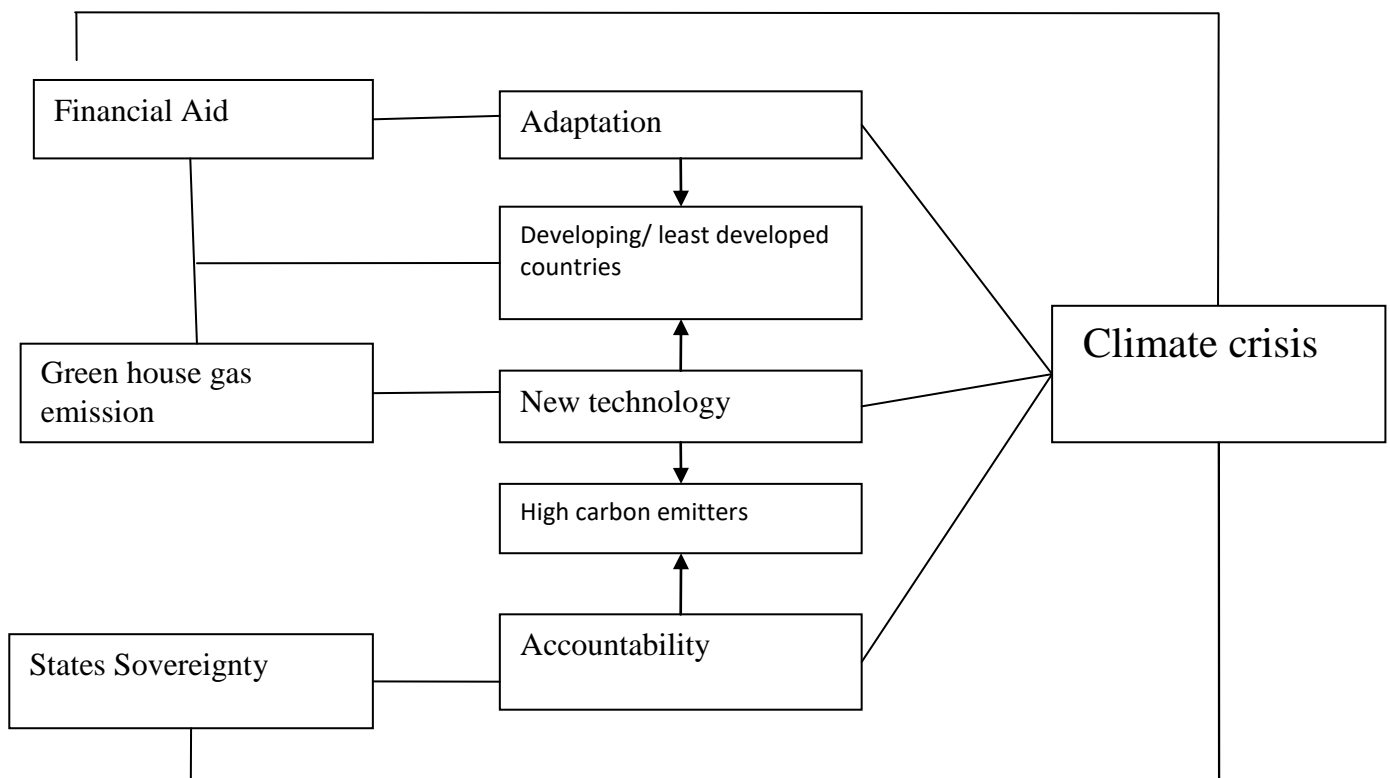 Financial Aid
Adaptation
Developing/ least developed
countries
Green house gas
emission
New technology
Climate crisis
High carbon emitters
States Sovereignty
Accountability